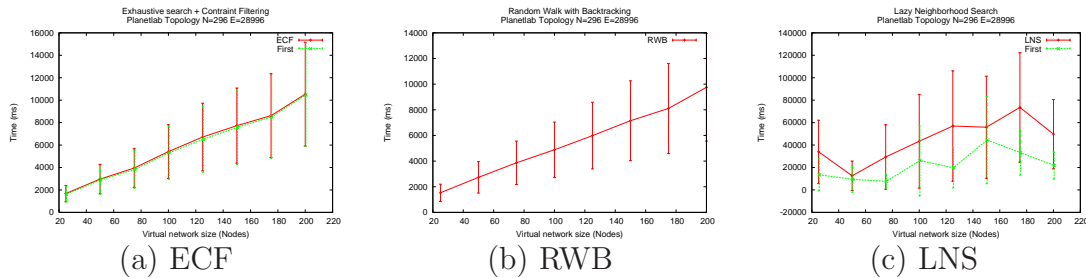 Exhaustive search + Contraint Filtering
Planetlab Topology N=296 E=28996
16000
14000
12000
10000
8000
6000
4000
2000
0
Time (ms)
ECF
First
20 40 60 80 100 120 140 160 180 200 220
Virtual network size (Nodes)
(a) ECF
Random Walk with Backtracking
Planetlab Topology N=296 E=28996
14000
12000
10000
8000
6000
4000
2000
0
Time (ms)
RWB
20 40 60 80 100 120 140 160 180 200
Virtual network size (Nodes)
(b) RWB
Lazy Neighborhood Search
Planetlab Topology N=296 E=28996
140000
120000
100000
80000
60000
40000
20000
0
-20000
Time (ms)
LNS
First
20 40 60 80 100 120 140 160 180 200 220
Virtual network size (Nodes)
(c) LNS